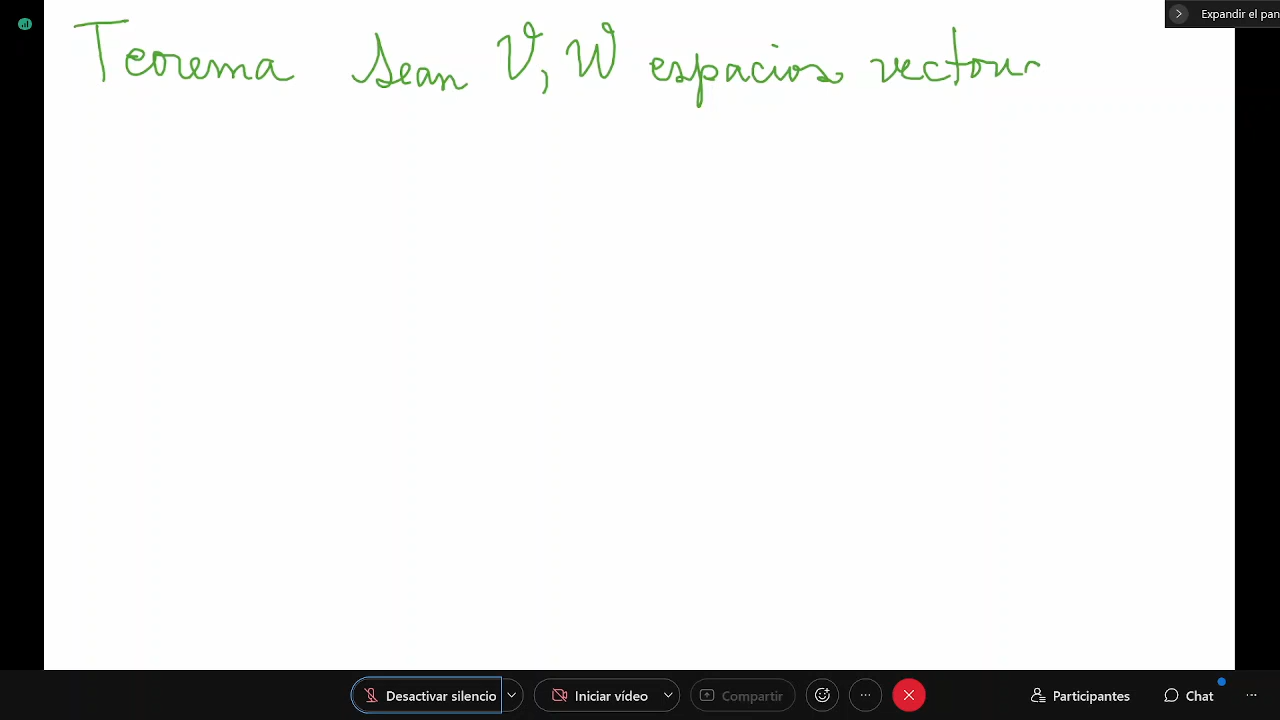 Expandir el pan
Teorema Sean V, W espacios vector
Desactivar silencio
Iniciar vídeo
Compartir
Participantes
Chat